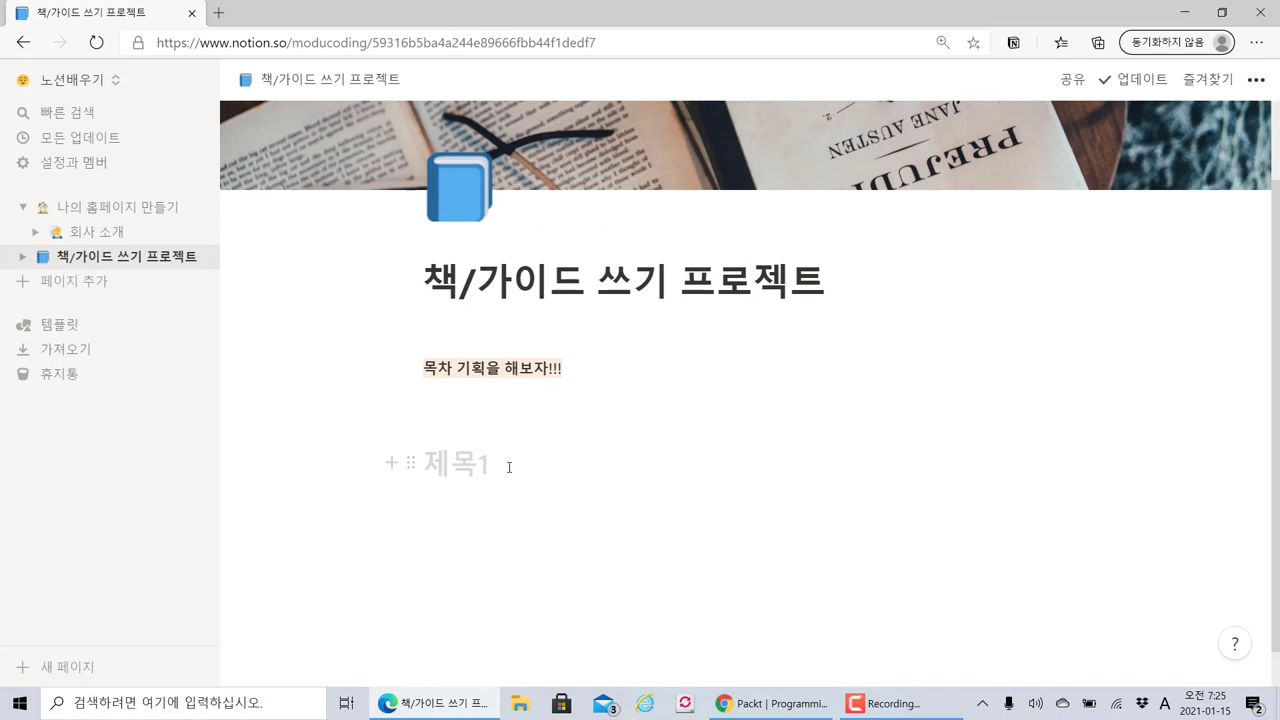 책/가이드 쓰기 프로젝트
https://www.notion.so/moducoding/59316b5ba4a244e89666fbb44f1dedf7
동기화하지 않음
노션배우기
책/가이드 쓰기 프로젝트
공유
업데이트
즐겨찾기
빠른 검색
모든 업데이트
설정과 멤버
나의 홈페이지 만들기
회사 소개
책/가이드 쓰기 프로젝트
페이지 추가
템플릿
가져오기
휴지통
새 페이지
JANE AUSTEN
PREJUDI
2.
책/가이드 쓰기 프로젝트
목차 기획을 해보자!!!
제목1
?
검색하려면 여기에 입력하십시오.
책/가이드 쓰기 프...
3
Packt | Programmi...
Recording...
A
오전 7:25
2021-01-15
2